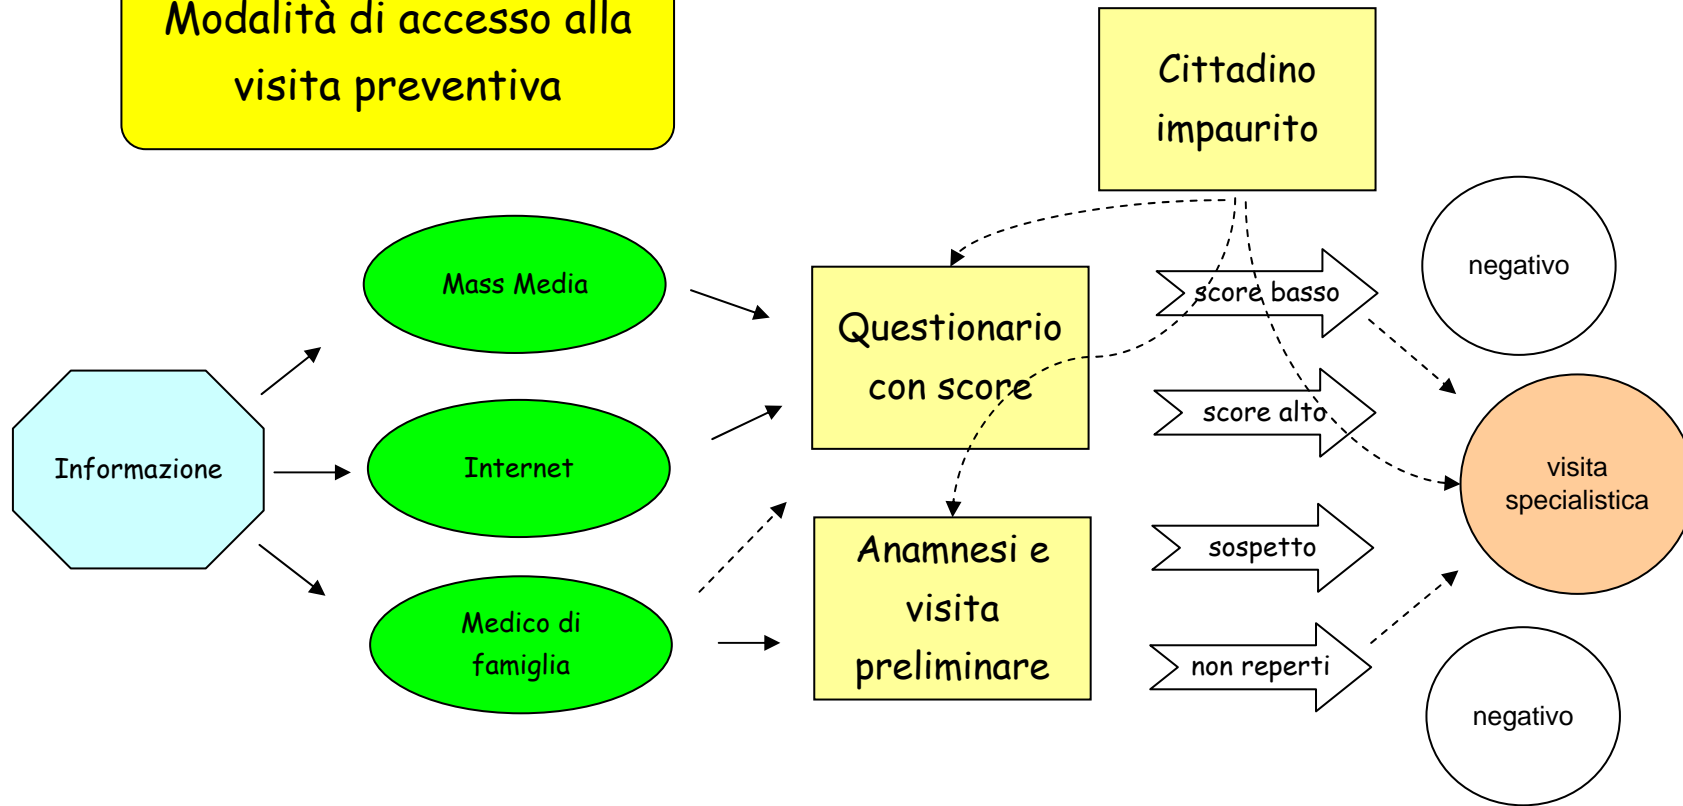 Modalità di accesso alla
visita preventiva
Cittadino
impaurito
negativo
Mass Media
score basso
Questionario
con score
score alto
Informazione
Internet
visita
specialistica
Anamnesi e
visita
preliminare
sospetto
Medico di
famiglia
non reperti
negativo